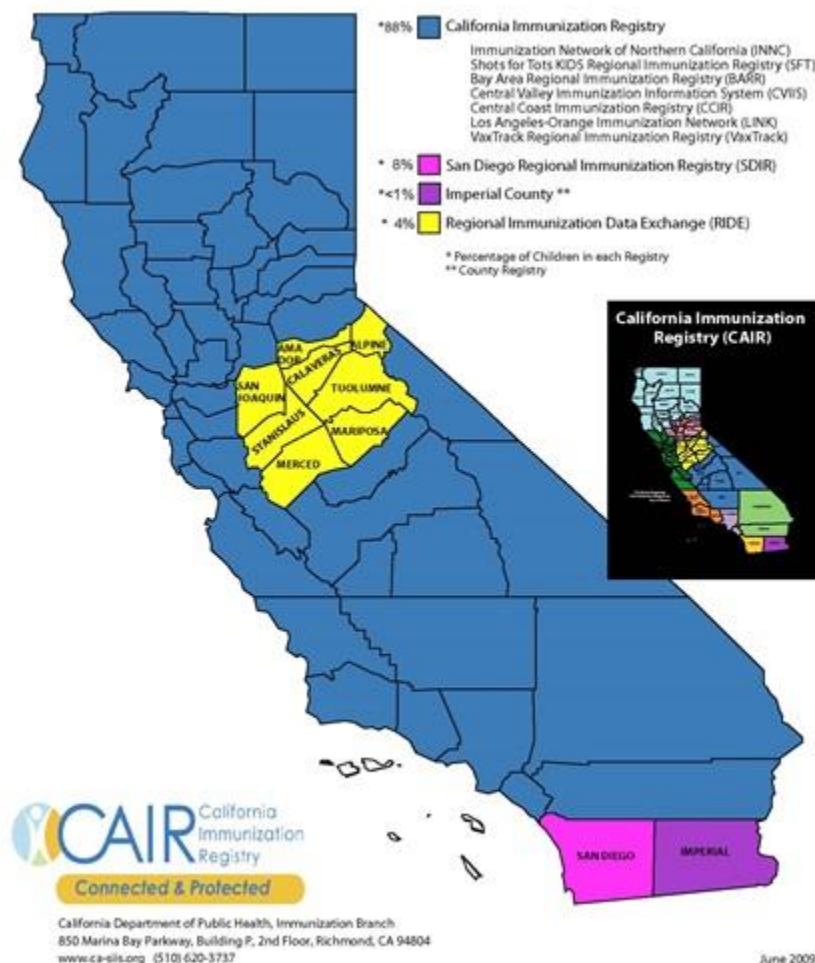 *88% California Immunization Registry
Immunization Network of Northern California (INNC)
Shots for Tots KIDS Regional Immunization Registry (SFT)
Bay Area Regional Immunization Registry (BARR)
Central Valley Immunization Information System (CVIIS)
Central Coast Immunization Registry (CCIR)
Los Angeles-Orange Immunization Network (LINK)
VaxTrack Regional Immunization Registry (VaxTrack)
* 8% San Diego Regional Immunization Registry (SDIR)
*<1% Imperial County **
* 4% Regional Immunization Data Exchange (RIDE)
* Percentage of Children in each Registry
** County Registry
California Immunization
Registry (CAIR)
AMA
DOR
ALPINE
CALAVERAS
SAN
JOAQUIN
TUOLUMNE
STANISLAUS
MARIPOSA
MERCED
SAN DIEGO
IMPERIAL
CAIR California
Immunization
Registry
Connected & Protected
California Department of Public Health, Immunization Branch
850 Marina Bay Parkway, Building P, 2nd Floor, Richmond, CA 94804
www.ca-siis.org (510) 620-3737
June 2009